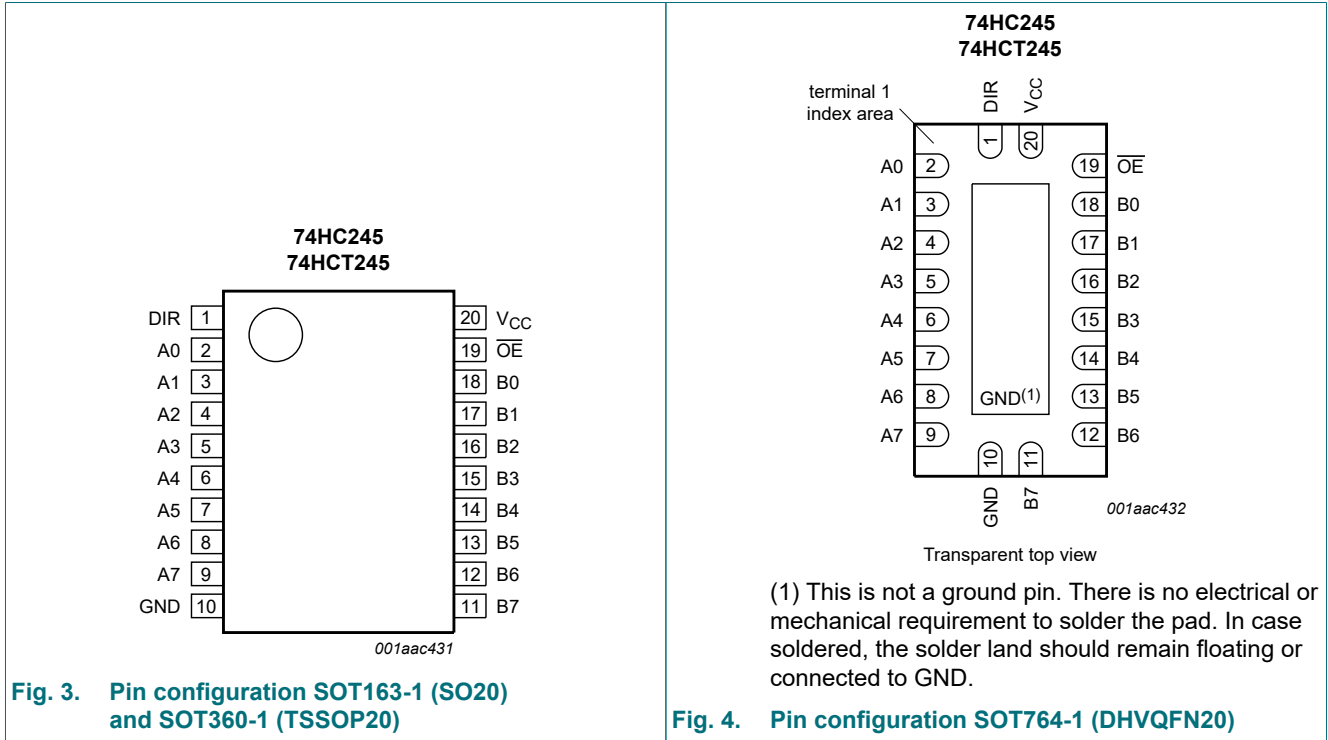 74HC245
74HCT245
DIR 1 20 VCC
A0 2 19 OE
A1 3 18 B0
A2 4 17 B1
A3 5 16 B2
A4 6 15 B3
A5 7 14 B4
A6 8 13 B5
A7 9 12 B6
GND 10 11 B7
001aac431
Fig. 3. Pin configuration SOT163-1 (SO20)
and SOT360-1 (TSSOP20)
74HC245
74HCT245
terminal 1
index area
DIR VCC
1 20
A0 2 19 OE
A1 3 18 B0
A2 4 17 B1
A3 5 16 B2
A4 6 15 B3
A5 7 14 B4
A6 8 GND(1) 13 B5
A7 9 12 B6
10 11
GND B7
001aac432
Transparent top view
(1) This is not a ground pin. There is no electrical or
mechanical requirement to solder the pad. In case
soldered, the solder land should remain floating or
connected to GND.
Fig. 4. Pin configuration SOT764-1 (DHVQFN20)